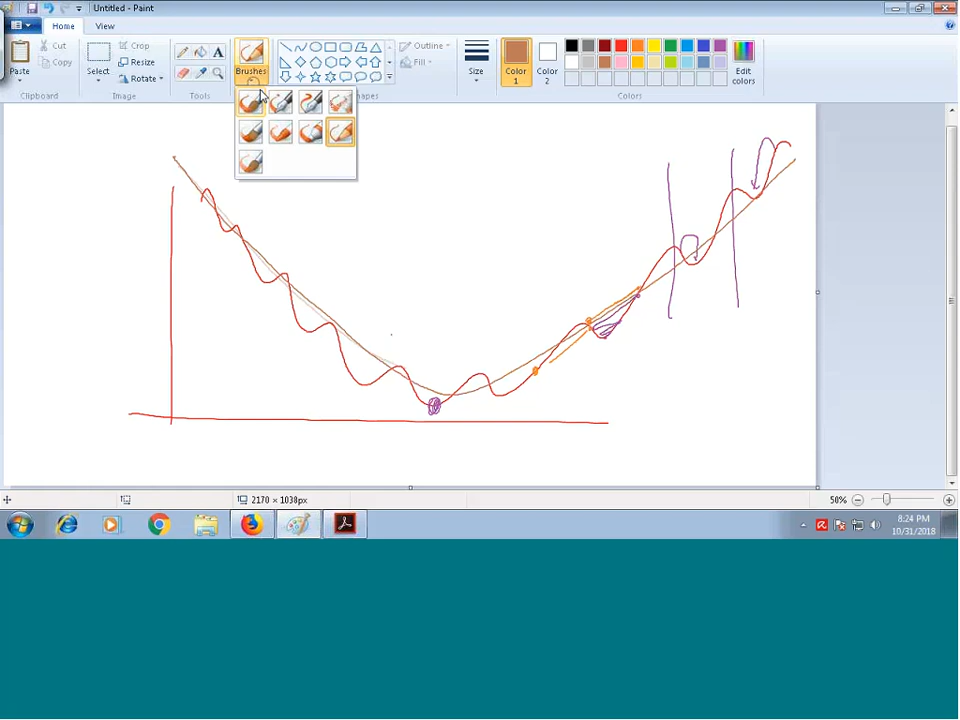 Untitled - Paint
Home View
Paste
Cut
Copy
Clipboard
Select
Crop
Resize
Rotate
Image
A
Tools
Brushes
Outline
Fill
hapes
Size
Color
1
Color
2
Edit
colors
Colors
2170 × 1038px
50%
8:24 PM
10/31/2018